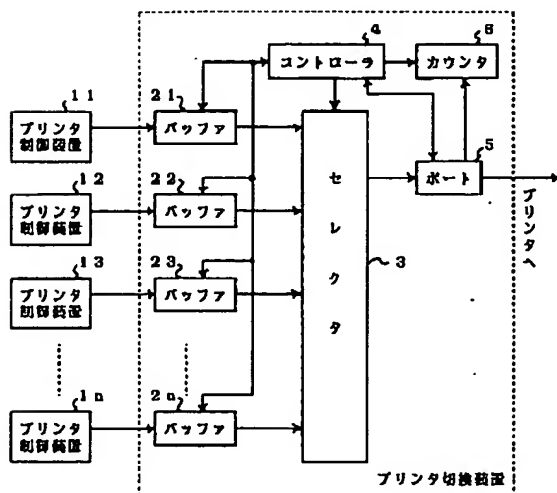 4
6
コントローラ
カウンタ
11
21
プリンタ
制御装置
バッファ
5
ポート
12
22
プリンタ
制御装置
バッファ
セレクタ
3
プリンタへ
13
23
プリンタ
制御装置
バッファ
1n
2n
プリンタ
制御装置
バッファ
プリンタ切換装置